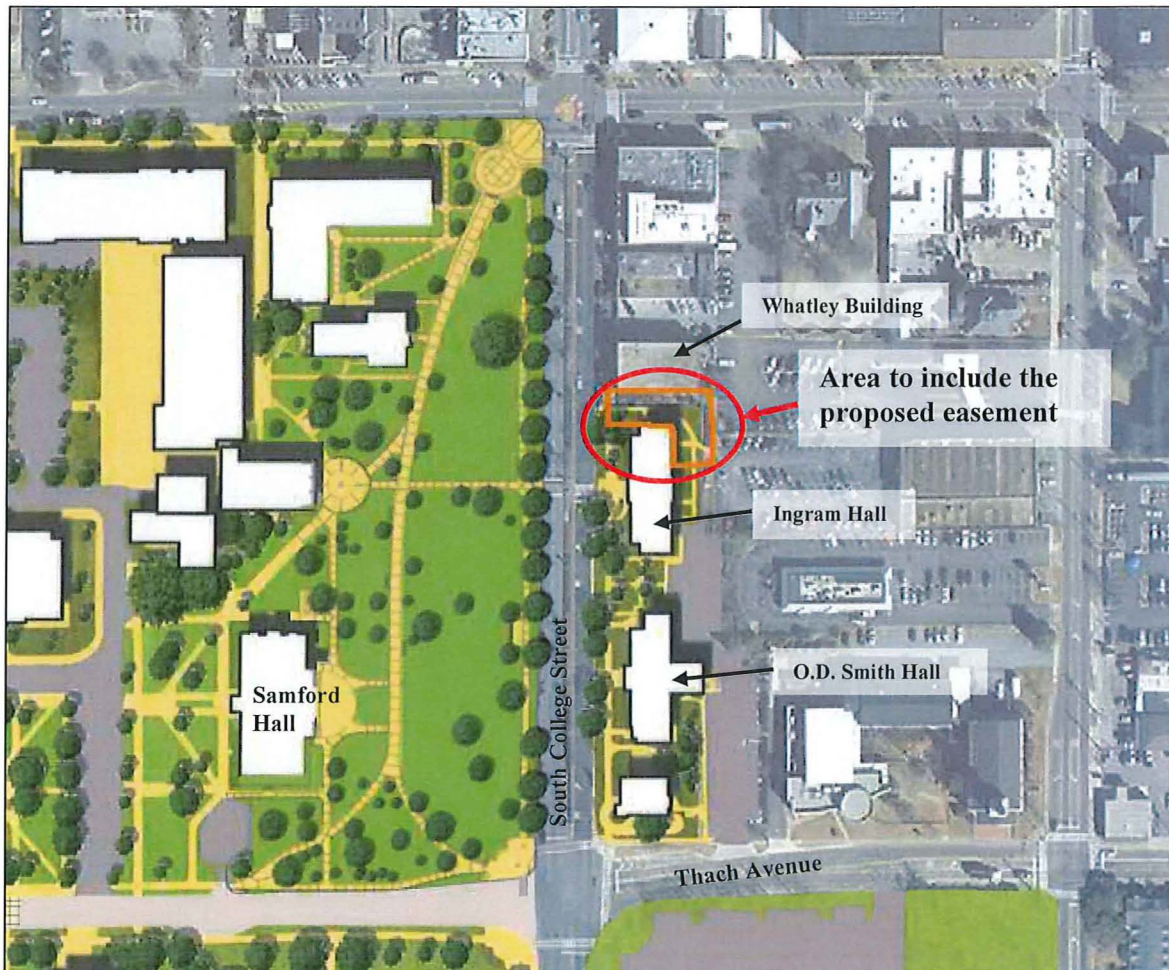 Whatley Building
Area to include the
proposed easement
Ingram Hall
O.D. Smith Hall
Samford
Hall
South College Street
Thach Avenue